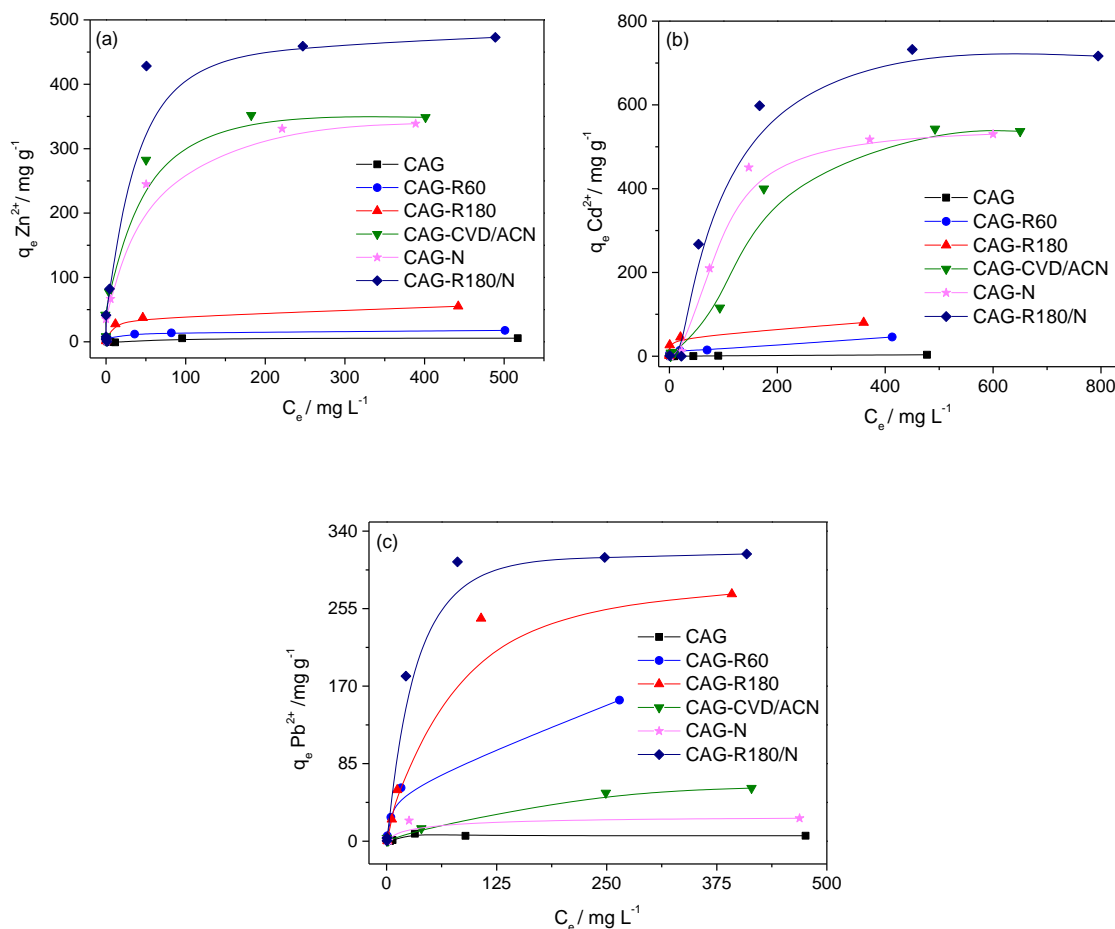 (a)
500
400
300
200
100
0
q_e Zn²⁺/ mg g⁻¹
CAG
CAG-R60
CAG-R180
CAG-CVD/ACN
CAG-N
CAG-R180/N
0 100 200 300 400 500
C_e / mg L⁻¹
(b)
800
600
400
200
0
q_e Cd²⁺/ mg g⁻¹
CAG
CAG-R60
CAG-R180
CAG-CVD/ACN
CAG-N
CAG-R180/N
0 200 400 600 800
C_e / mg L⁻¹
(c)
340
255
170
85
0
q_e Pb²⁺ /mg g⁻¹
CAG
CAG-R60
CAG-R180
CAG-CVD/ACN
CAG-N
CAG-R180/N
0 125 250 375 500
C_e / mg L⁻¹